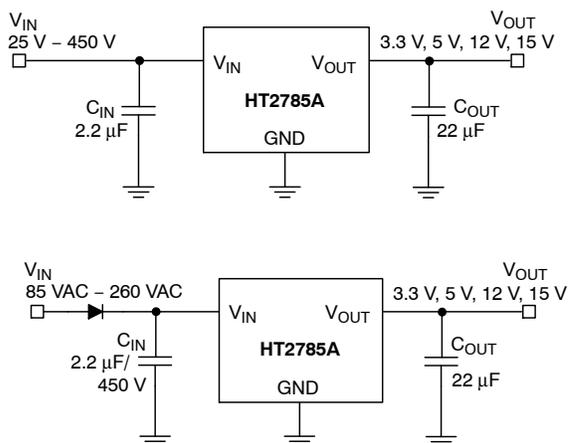 VIN VOUT
25 V − 450 V 3.3 V, 5 V, 12 V, 15 V
VIN VOUT
HT2785A
CIN COUT
2.2 μF 22 μF
GND
VIN VOUT
85 VAC − 260 VAC 3.3 V, 5 V, 12 V, 15 V
VIN VOUT
CIN HT2785A COUT
2.2 μF/ 22 μF
450 V GND